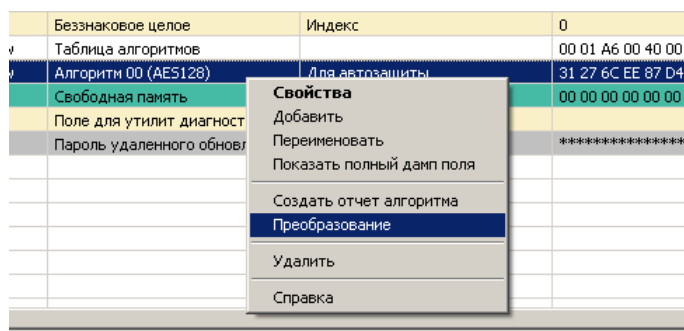 Беззнаковое целое Индекс 0
Таблица алгоритмов 00 01 A6 00 40 00
Алгоритм 00 (AES128) Для автозащиты 31 27 6C EE 87 D4
Свободная память 00 00 00 00 00 00
Поле для утилит диагност
Пароль удаленного обновл ****************
Свойства
Добавить
Переименовать
Показать полный дамп поля
Создать отчет алгоритма
Преобразование
Удалить
Справка